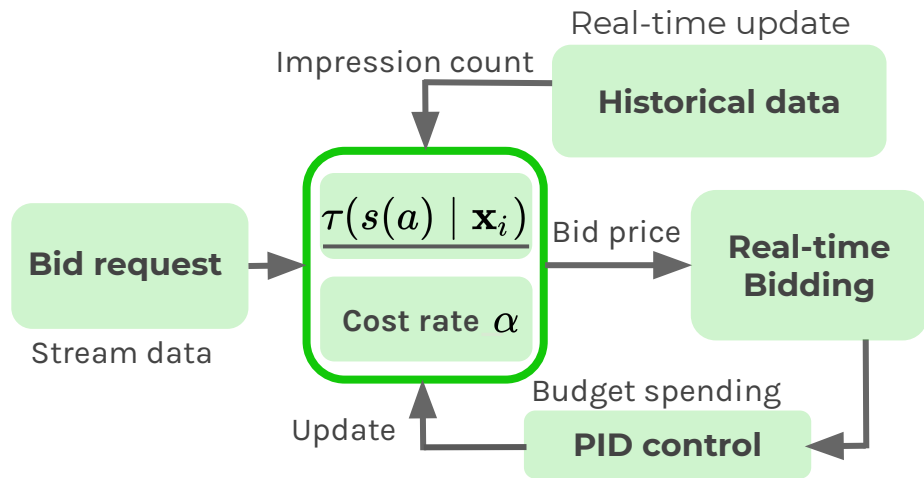 Real-time update
Impression count
Historical data
τ(s(a) | 𝐱ᵢ)
Bid price
Bid request
Real-time
Bidding
Cost rate α
Stream data
Budget spending
Update
PID control